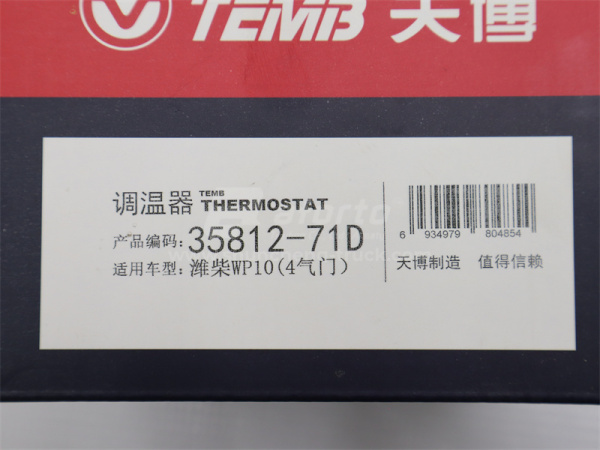 TEMB 天博
调温器 TEMB THERMOSTAT
产品编码: 35812-71D
适用车型: 潍柴WP10(4气门)
6 934979 804854
天博制造 值得信赖